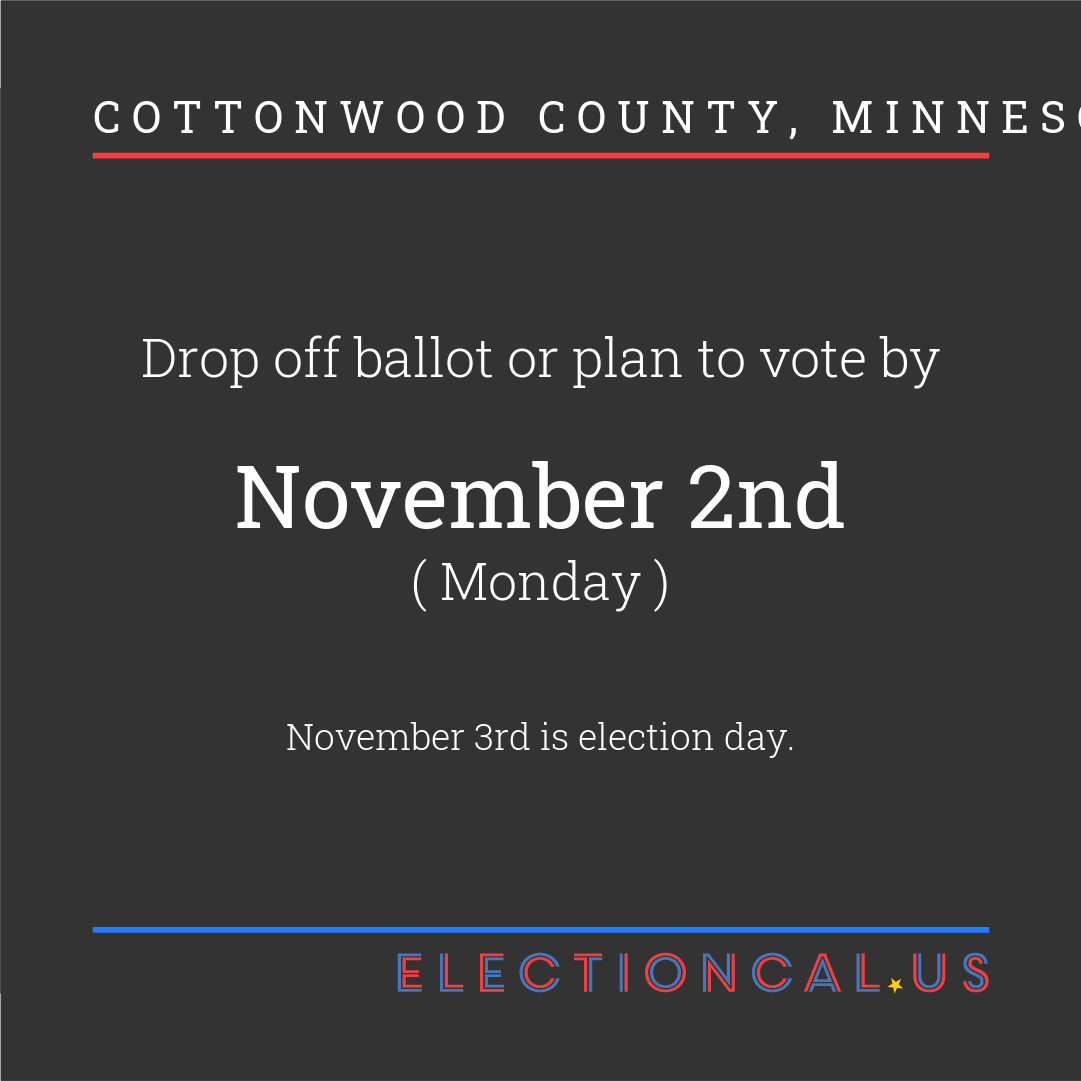 COTTONWOOD COUNTY, MINNES
Drop off ballot or plan to vote by
November 2nd
( Monday )
November 3rd is election day.
ELECTIONCAL.US